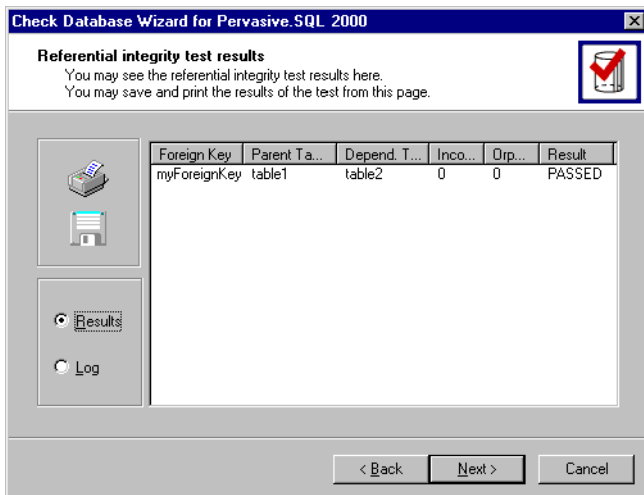 Check Database Wizard for Pervasive.SQL 2000
Referential integrity test results
You may see the referential integrity test results here.
You may save and print the results of the test from this page.
Foreign Key Parent Ta... Depend. T... Inco... Orp... Result
myForeignKey table1 table2 0 0 PASSED
Results
Log
< Back Next > Cancel